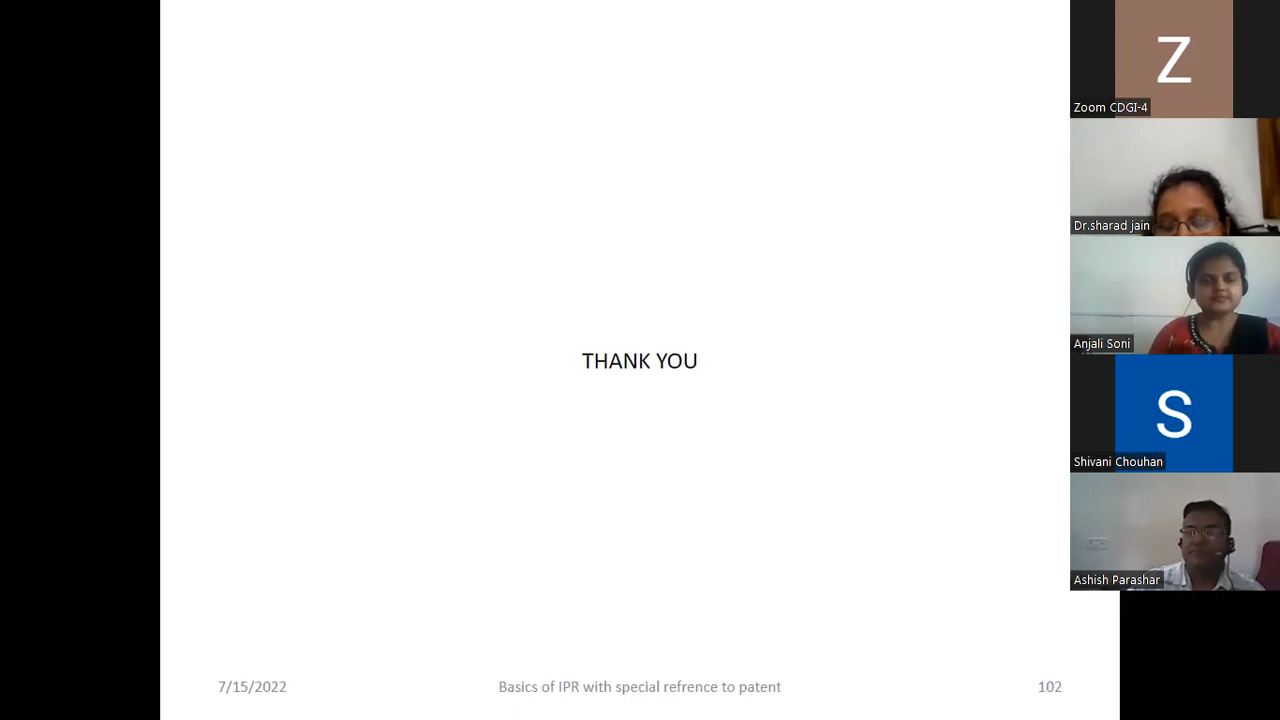 Z
Zoom CDGI-4
Dr.sharad jain
Anjali Soni
S
Shivani Chouhan
Ashish Parashar
THANK YOU
7/15/2022
Basics of IPR with special refrence to patent
102